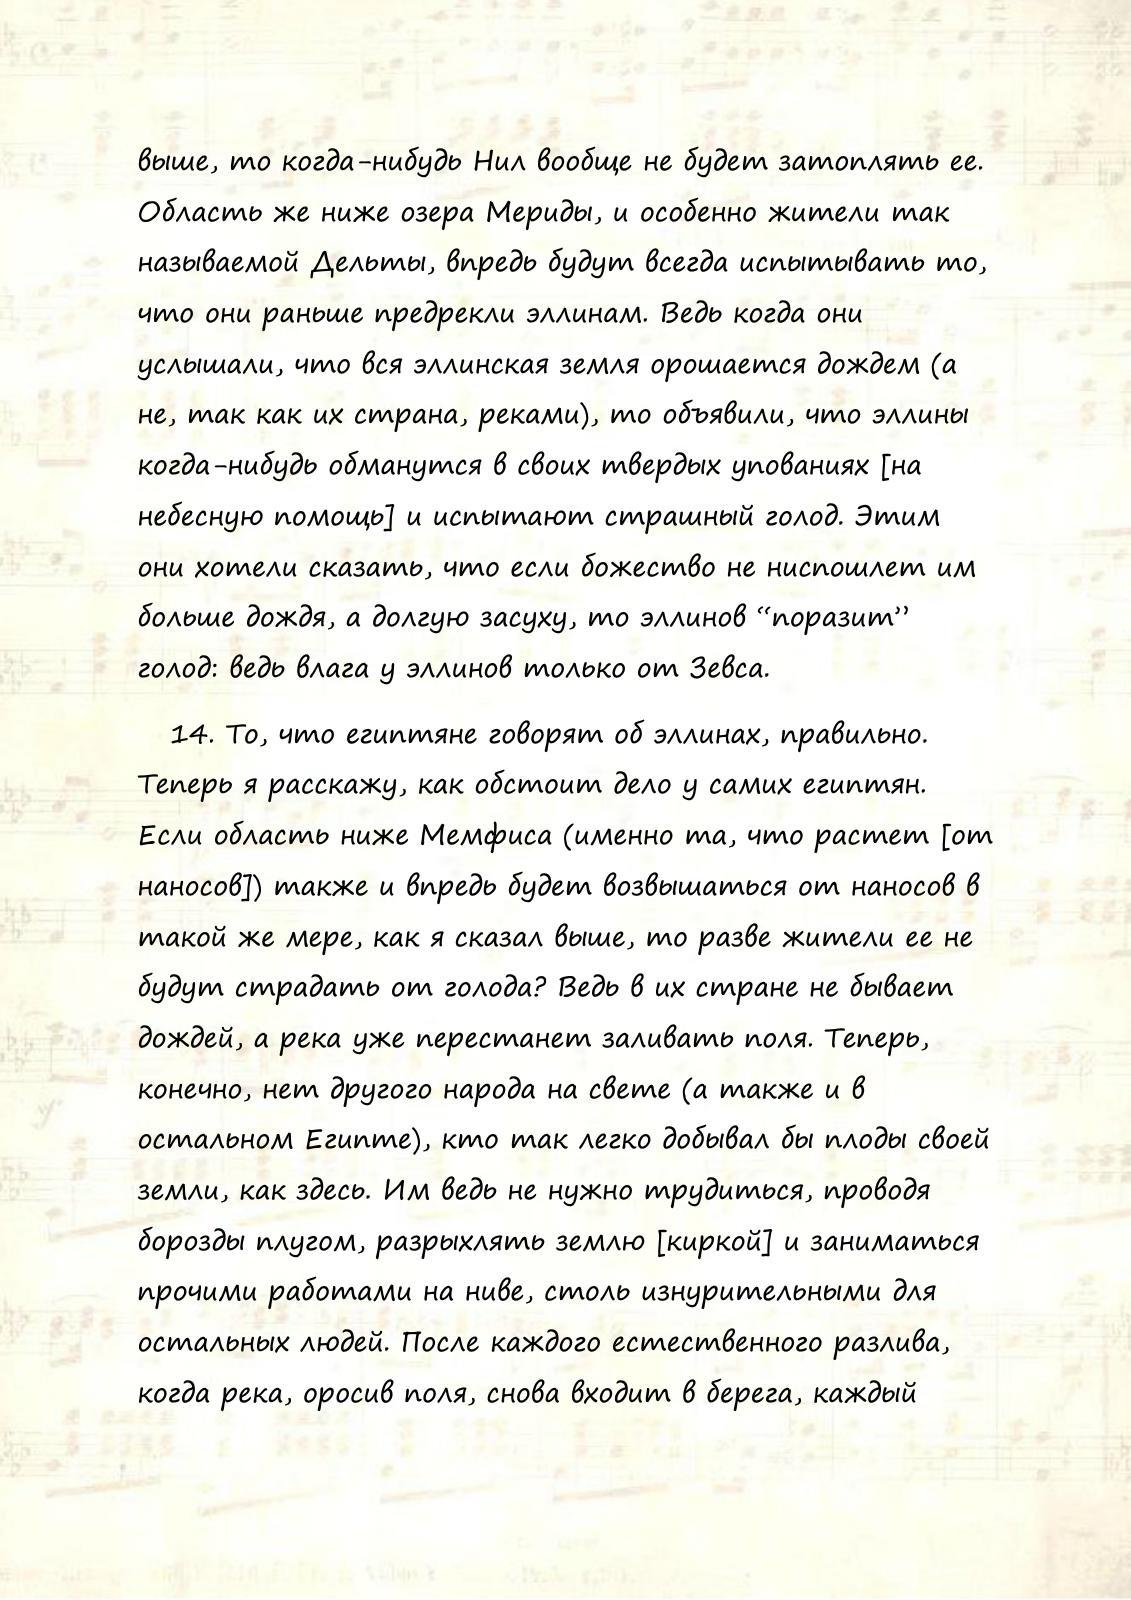 выше, то когда-нибудь Нил вообще не будет затоплять ее.
Область же ниже озера Мериды, и особенно жители так
называемой Дельты, впредь будут всегда испытывать то,
что они раньше предрекли эллинам. Ведь когда они
услышали, что вся эллинская земля орошается дождем (а
не, так как их страна, реками), то объявили, что эллины
когда-нибудь обманутся в своих твердых упованиях [на
небесную помощь] и испытают страшный голод. Этим
они хотели сказать, что если божество не ниспошлет им
больше дождя, а долгую засуху, то эллинов “поразит”
голод: ведь влага у эллинов только от Зевса.
14. То, что египтяне говорят об эллинах, правильно.
Теперь я расскажу, как обстоит дело у самих египтян.
Если область ниже Мемфиса (именно та, что растет [от
наносов]) также и впредь будет возвышаться от наносов в
такой же мере, как я сказал выше, то разве жители ее не
будут страдать от голода? Ведь в их стране не бывает
дождей, а река уже перестанет заливать поля. Теперь,
конечно, нет другого народа на свете (а также и в
остальном Египте), кто так легко добывал бы плоды своей
земли, как здесь. Им ведь не нужно трудиться, проводя
борозды плугом, разрыхлять землю [киркой] и заниматься
прочими работами на ниве, столь изнурительными для
остальных людей. После каждого естественного разлива,
когда река, оросив поля, снова входит в берега, каждый